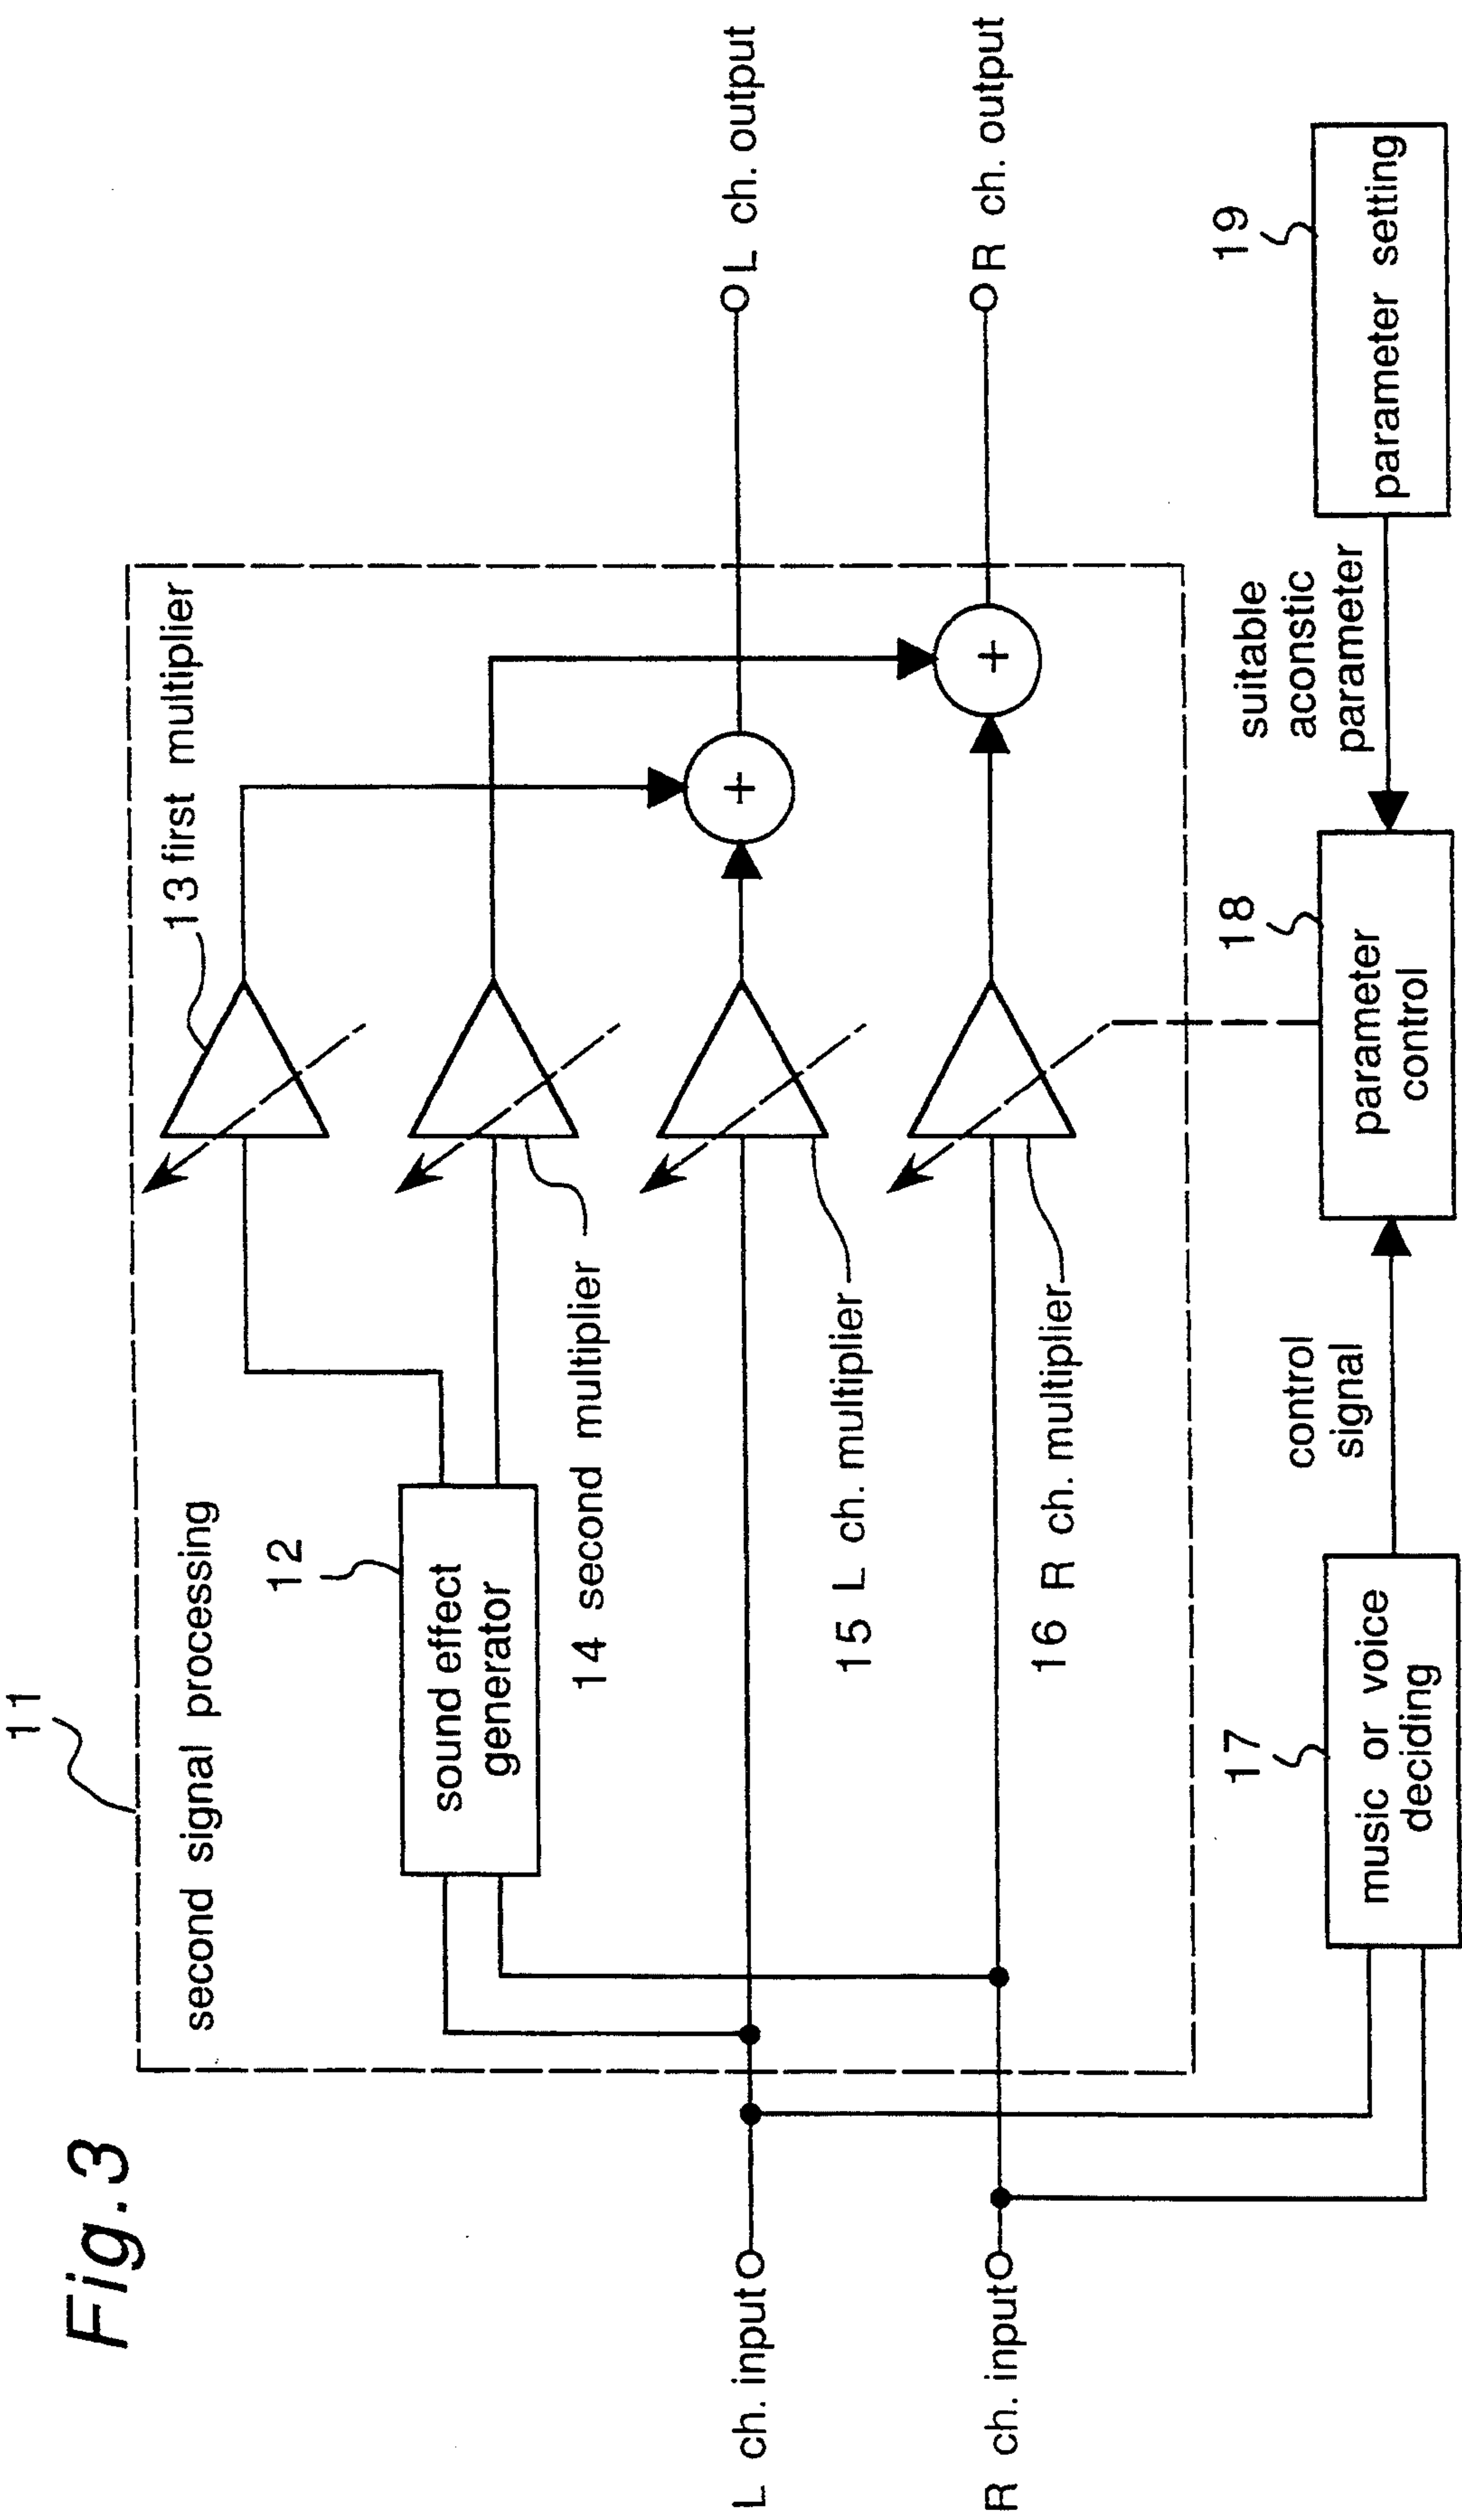 Fig.3
11
second signal processing
12
sound effect
generator
13 first multiplier
14 second multiplier
15 L ch. multiplier
16 R ch. multiplier
L ch. input
R ch. input
L ch. output
R ch. output
17
music or voice
deciding
control
signal
18
parameter
control
suitable
aconstic
parameter
19
parameter setting
+
+